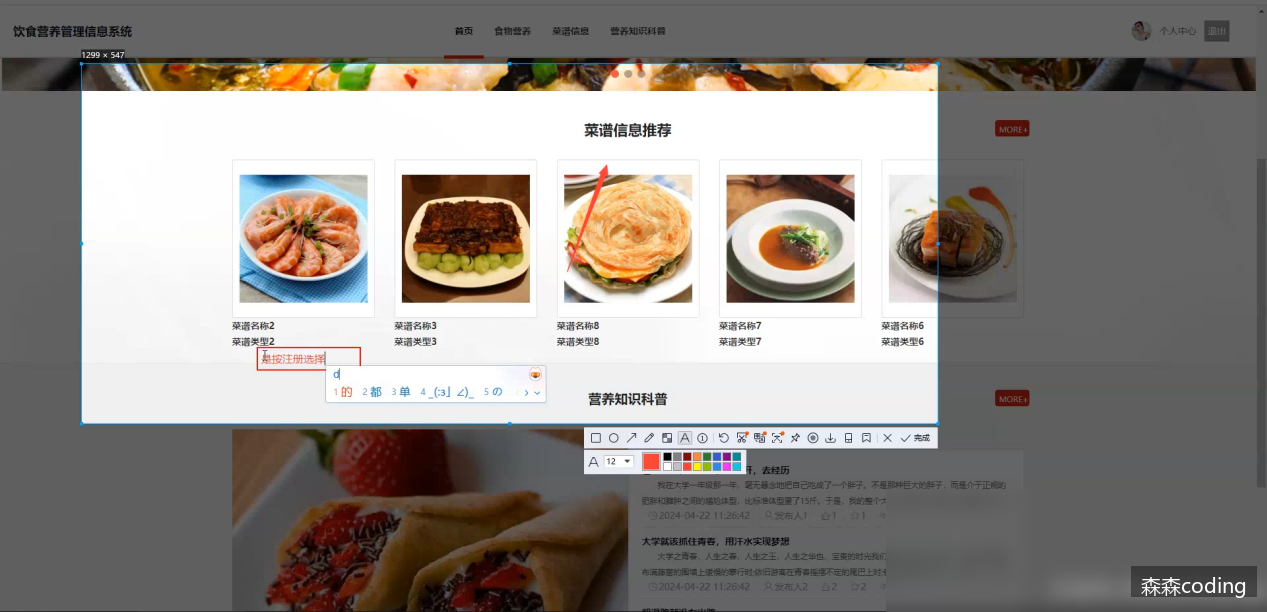 饮食营养管理信息系统
首页 食物营养 菜谱信息 营养知识科普
个人中心 退出
1299 × 547
菜谱信息推荐
MORE+
菜谱名称2 菜谱名称3 菜谱名称8 菜谱名称7 菜谱名称6
菜谱类型2 菜谱类型3 菜谱类型8 菜谱类型7 菜谱类型6
是按注册选择
d
1 的 2 都 3 单 4 _(:3」∠)_ 5 の
营养知识科普
MORE+
完成
A 12
去经历
我在大学一年级那一年，毫无悬念地把自己吃成了一个胖子。不是那种巨大的胖子，而是介于正常的
肥胖和臃肿之间的尴尬体型，比标准体型重了15斤。于是，我的整个大
2024-04-22 11:26:42 发布人1 1 1
大学就该抓住青春，用汗水实现梦想
大学之青春，人生之春、人生之王，人生之华也。宝贵的时光我们
2024-04-22 11:26:42 发布人2 2 2
森森coding